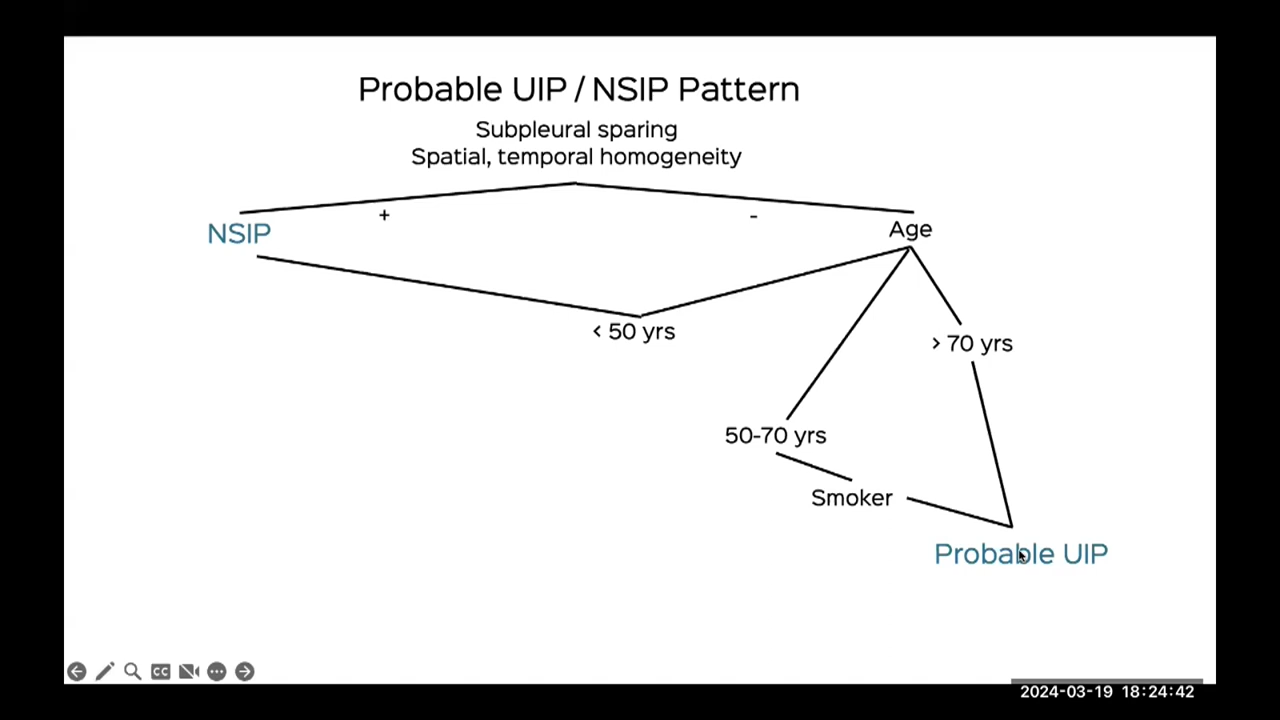 Probable UIP / NSIP Pattern
Subpleural sparing
Spatial, temporal homogeneity
+
-
NSIP
Age
< 50 yrs
> 70 yrs
50-70 yrs
Smoker
Probable UIP
CC
2024-03-19 18:24:42